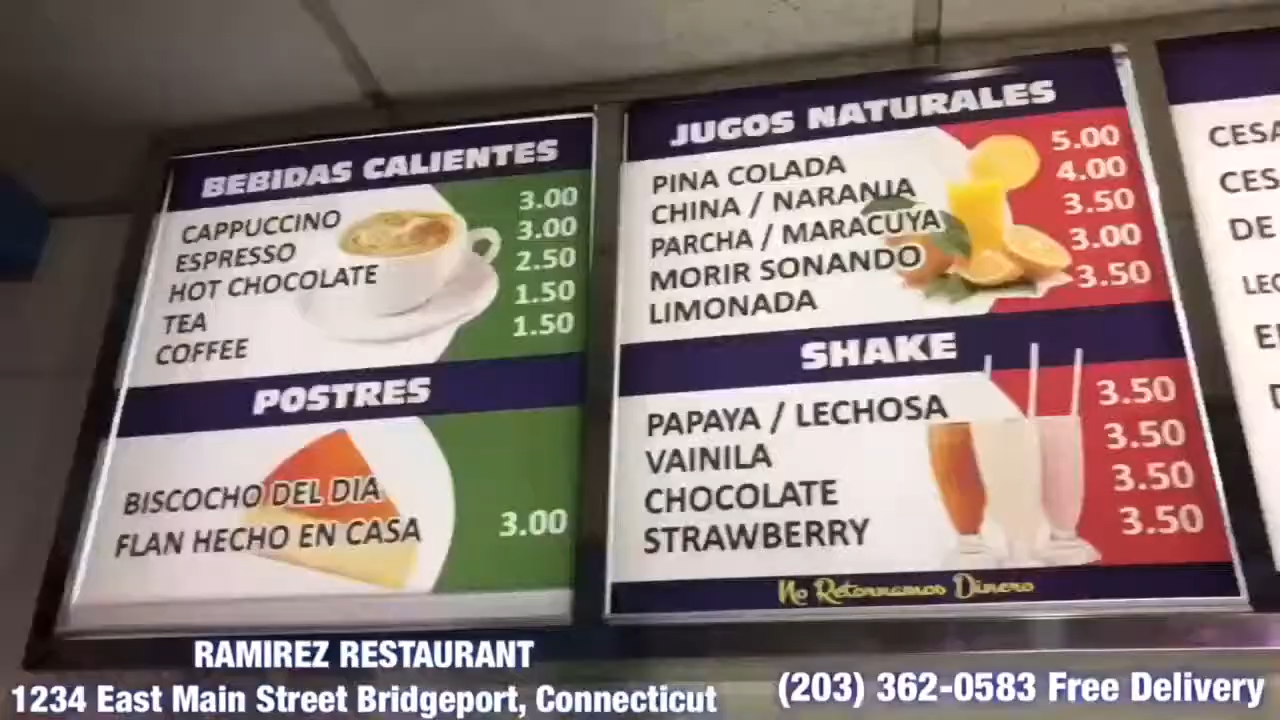 BEBIDAS CALIENTES
CAPPUCCINO 3.00
ESPRESSO 3.00
HOT CHOCOLATE 2.50
TEA 1.50
COFFEE 1.50
POSTRES
BISCOCHO DEL DIA
FLAN HECHO EN CASA 3.00
JUGOS NATURALES
PINA COLADA 5.00
CHINA / NARANJA 4.00
PARCHA / MARACUYA 3.50
MORIR SONANDO 3.00
LIMONADA 3.50
SHAKE
PAPAYA / LECHOSA 3.50
VAINILA 3.50
CHOCOLATE 3.50
STRAWBERRY 3.50
No Retornamos Dinero
DE
RAMIREZ RESTAURANT
1234 East Main Street Bridgeport, Connecticut
(203) 362-0583 Free Delivery